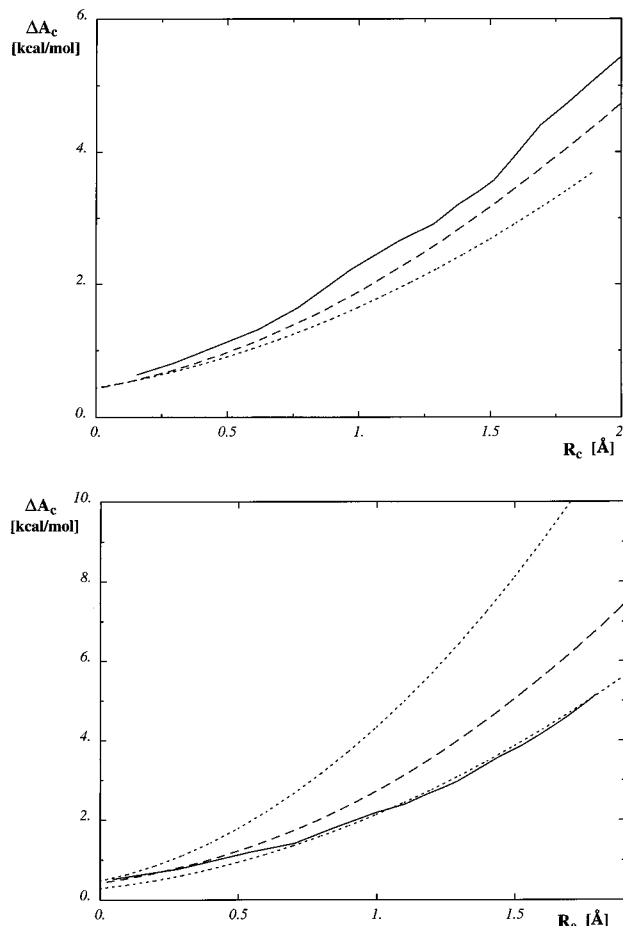 6.
ΔA_c
[kcal/mol]
4.
2.
0.
0. 0.5 1. 1.5 2
R_c [Å]
10.
ΔA_c
[kcal/mol]
8.
6.
4.
2.
0.
0. 0.5 1. 1.5
R_c [Å]